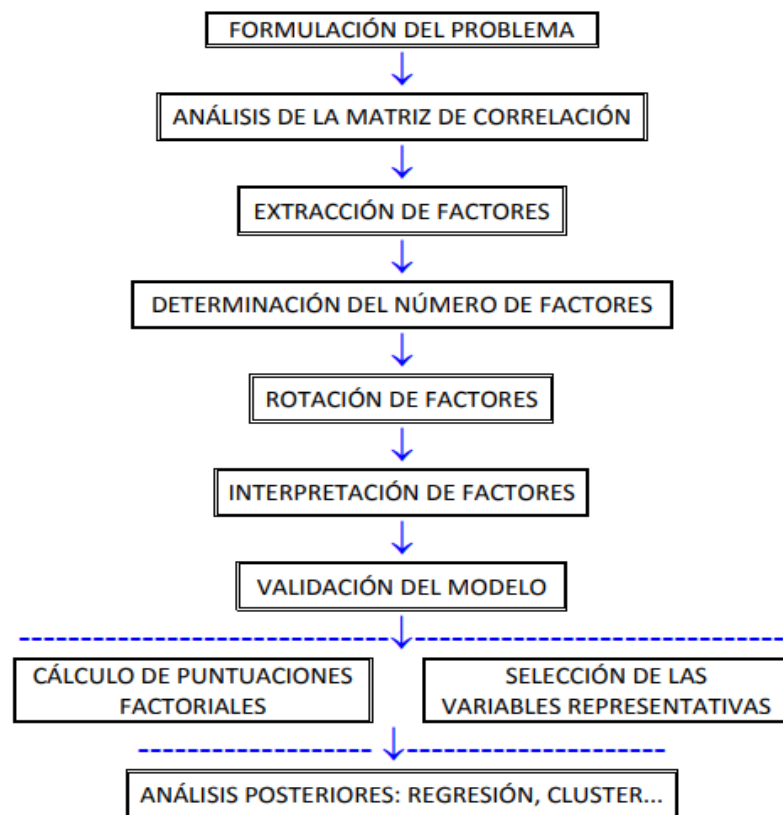 FORMULACIÓN DEL PROBLEMA
ANÁLISIS DE LA MATRIZ DE CORRELACIÓN
EXTRACCIÓN DE FACTORES
DETERMINACIÓN DEL NÚMERO DE FACTORES
ROTACIÓN DE FACTORES
INTERPRETACIÓN DE FACTORES
VALIDACIÓN DEL MODELO
CÁLCULO DE PUNTUACIONES
FACTORIALES
SELECCIÓN DE LAS
VARIABLES REPRESENTATIVAS
ANÁLISIS POSTERIORES: REGRESIÓN, CLUSTER...